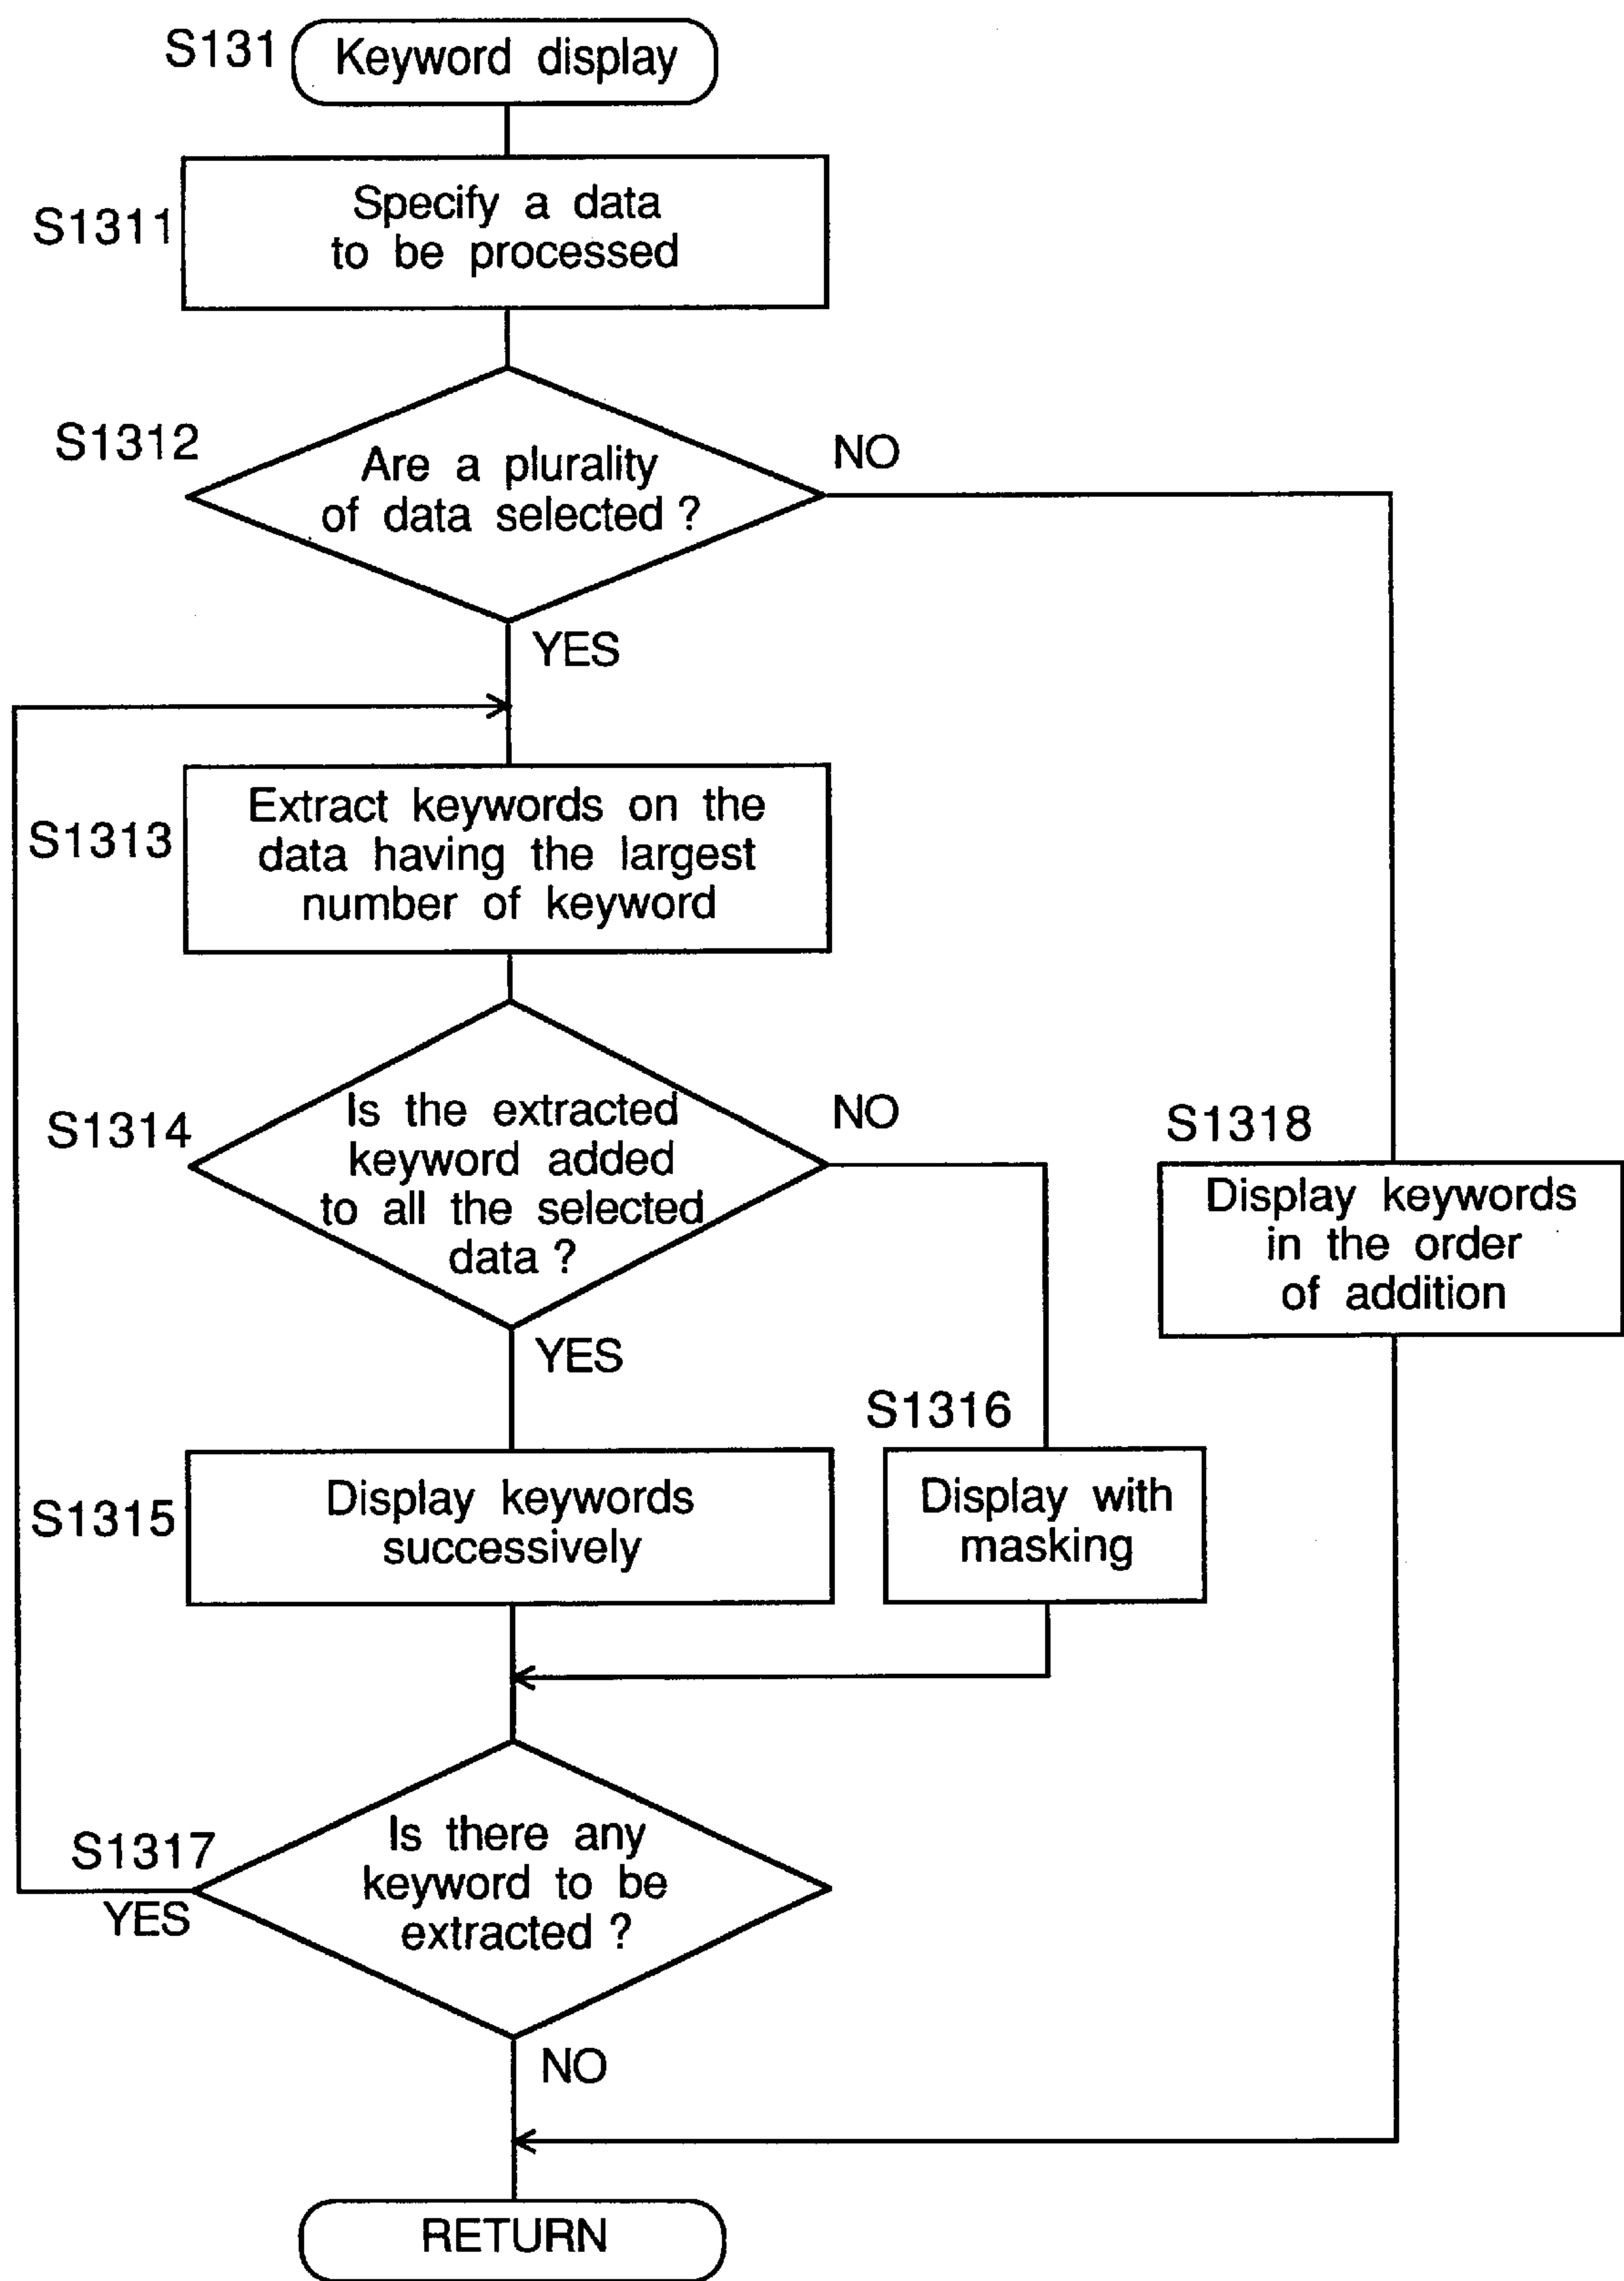 S131
Keyword display
S1311
Specify a data
to be processed
S1312
Are a plurality
of data selected ?
NO
YES
S1313
Extract keywords on the
data having the largest
number of keyword
S1314
Is the extracted
keyword added
to all the selected
data ?
NO
YES
S1318
Display keywords
in the order
of addition
S1315
Display keywords
successively
S1316
Display with
masking
S1317
Is there any
keyword to be
extracted ?
YES
NO
RETURN